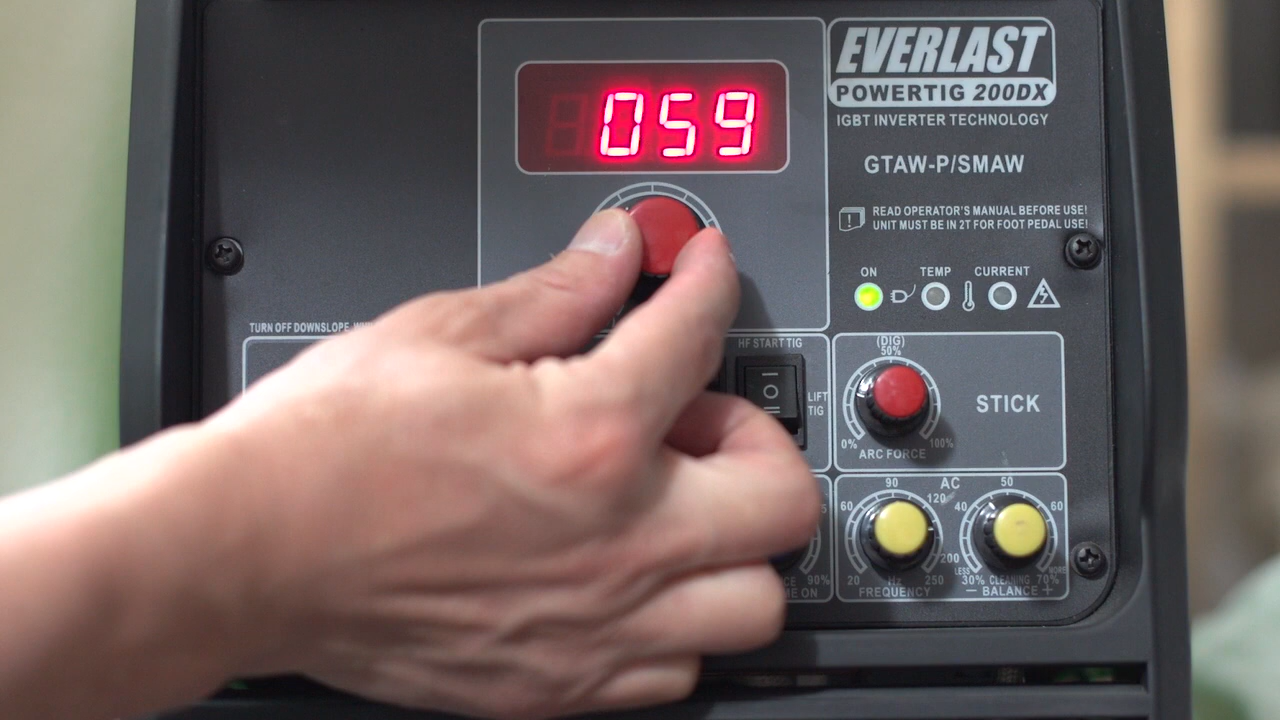 059
EVERLAST
POWERTIG 200DX
IGBT INVERTER TECHNOLOGY
GTAW-P/SMAW
READ OPERATOR'S MANUAL BEFORE USE!
UNIT MUST BE IN 2T FOR FOOT PEDAL USE!
ON TEMP CURRENT
TURN OFF DOWNSLOPE,
HF START TIG
LIFT
TIG
(DIG)
50%
STICK
0% 100%
ARC FORCE
90 AC 50
60 120 40 60
200 LESS MORE
20 Hz 250 30% CLEANING 70%
FREQUENCY − BALANCE +
5
90%
ME ON